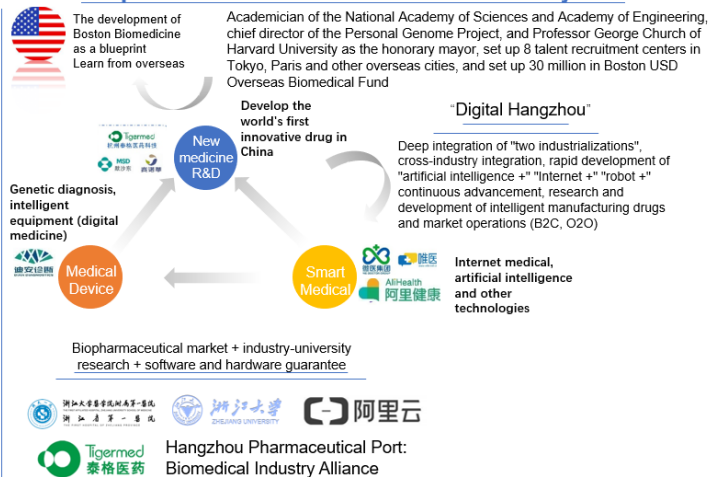 The development of
Boston Biomedicine
as a blueprint
Learn from overseas
Academician of the National Academy of Sciences and Academy of Engineering,
chief director of the Personal Genome Project, and Professor George Church of
Harvard University as the honorary mayor, set up 8 talent recruitment centers in
Tokyo, Paris and other overseas cities, and set up 30 million in Boston USD
Overseas Biomedical Fund
Develop the
world's first
innovative drug in
China
"Digital Hangzhou"
Deep integration of "two industrializations",
cross-industry integration, rapid development of
"artificial intelligence +" "Internet +" "robot +"
continuous advancement, research and
development of intelligent manufacturing drugs
and market operations (B2C, O2O)
Tigermed
杭州泰格医药科技
MSD
默沙东
New
medicine
R&D
Genetic diagnosis,
intelligent
equipment (digital
medicine)
迪安诊断
Medical
Device
Smart
Medical
唯医
AliHealth
阿里健康
Internet medical,
artificial intelligence
and other
technologies
Biopharmaceutical market + industry-university
research + software and hardware guarantee
浙江大学医学院附属第一医院
浙江省第一医院
浙江大学
ZHEJIANG UNIVERSITY
阿里云
Tigermed
泰格医药
Hangzhou Pharmaceutical Port:
Biomedical Industry Alliance